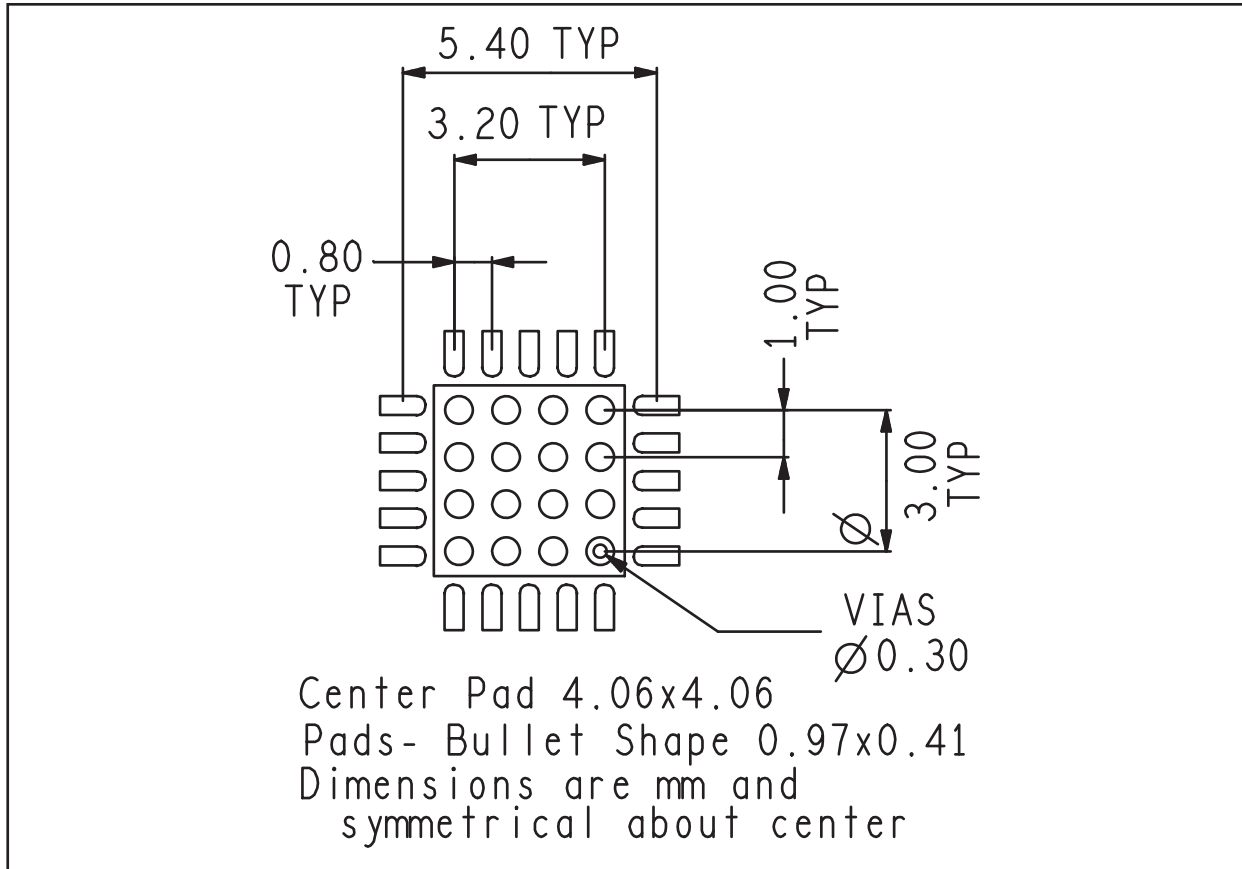 5.40 TYP
3.20 TYP
0.80
TYP
1.00
TYP
3.00
TYP
Ø
VIAS
Ø0.30
Center Pad 4.06x4.06
Pads- Bullet Shape 0.97x0.41
Dimensions are mm and
symmetrical about center